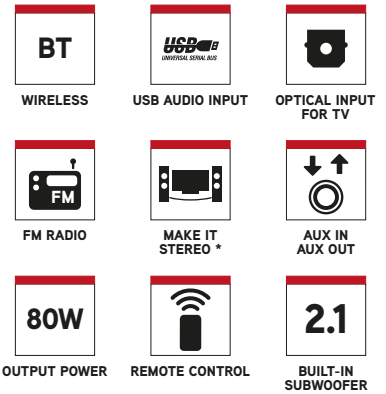 BT
WIRELESS
USB
UNIVERSAL SERIAL BUS
USB AUDIO INPUT
OPTICAL INPUT
FOR TV
FM
FM RADIO
MAKE IT
STEREO *
AUX IN
AUX OUT
80W
OUTPUT POWER
REMOTE CONTROL
2.1
BUILT-IN
SUBWOOFER